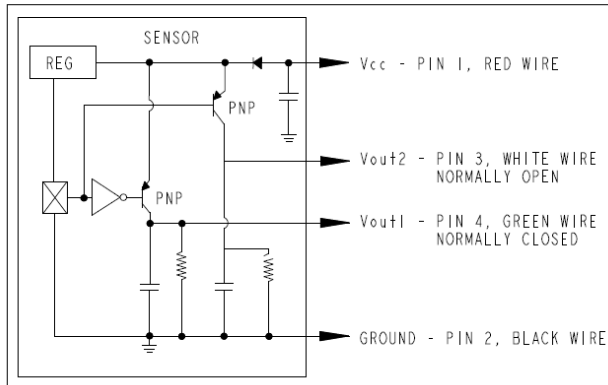 SENSOR
REG
Vcc - PIN 1, RED WIRE
PNP
Vout2 - PIN 3, WHITE WIRE
NORMALLY OPEN
PNP
Vout1 - PIN 4, GREEN WIRE
NORMALLY CLOSED
GROUND - PIN 2, BLACK WIRE